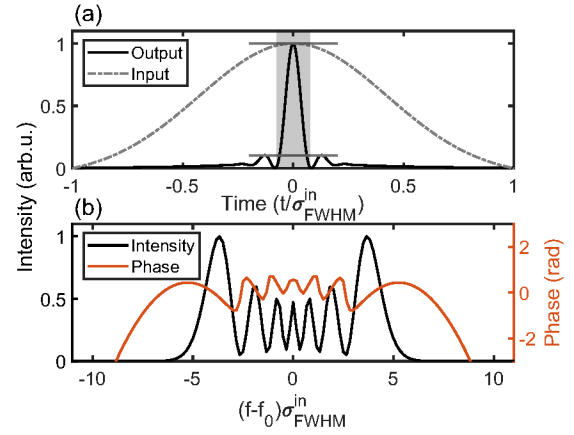 (a)
Output
Input
1
0.5
0
-1
-0.5
0
0.5
1
Time (t/σ^in_FWHM)
Intensity (arb.u.)
(b)
Intensity
Phase
1
0.5
0
2
0
-2
Phase (rad)
-10
-5
0
5
10
(f-f_0)σ^in_FWHM